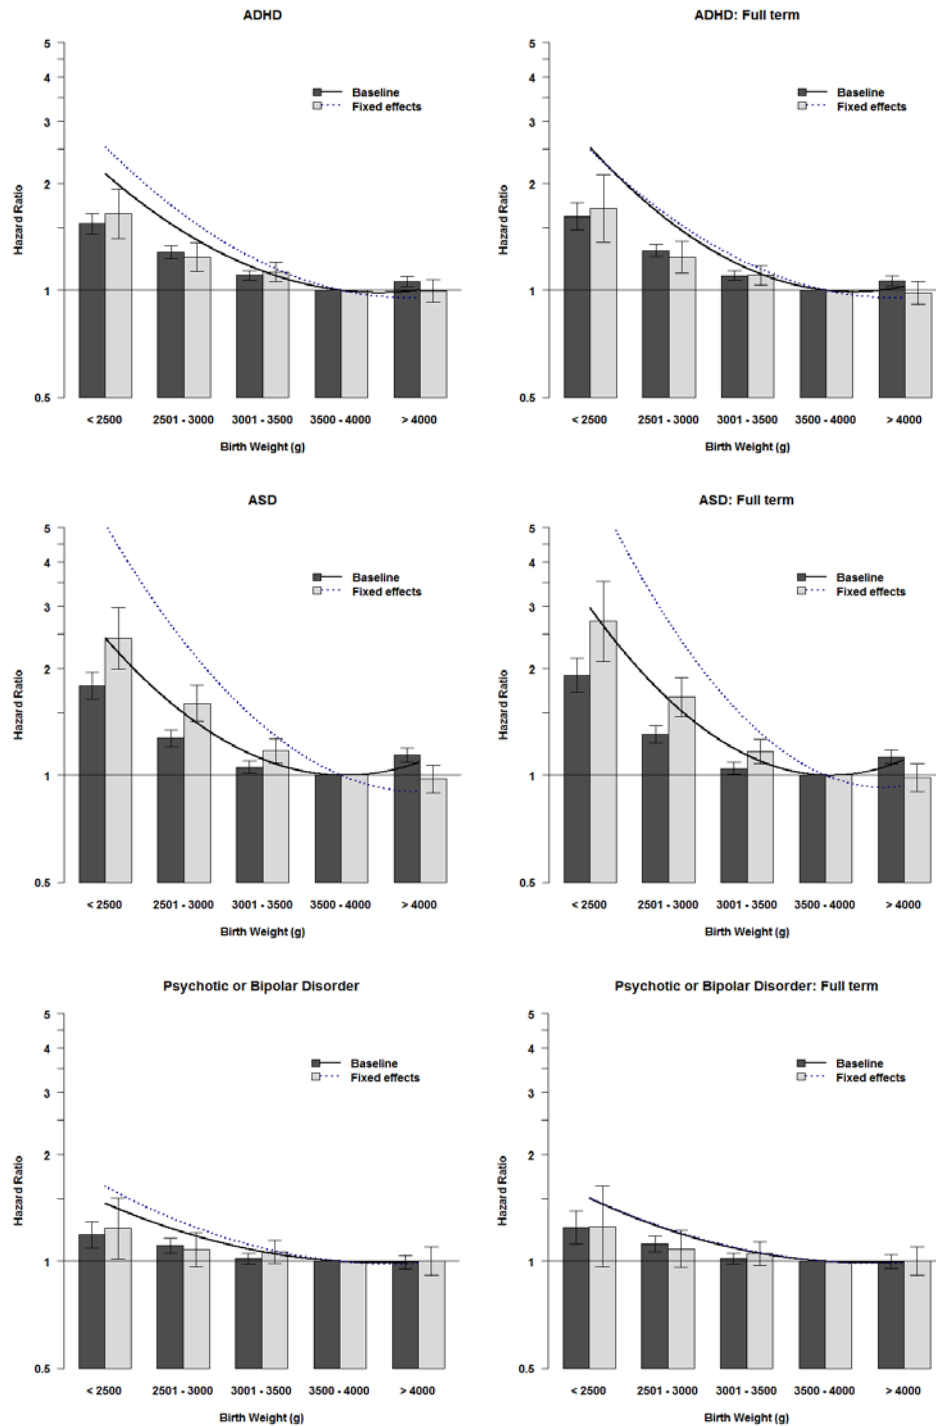 ADHD
5
4
3
2
1
0.5
Hazard Ratio
Baseline
Fixed effects
< 2500 2501 - 3000 3001 - 3500 3500 - 4000 > 4000
Birth Weight (g)
ADHD: Full term
5
4
3
2
1
0.5
Hazard Ratio
Baseline
Fixed effects
< 2500 2501 - 3000 3001 - 3500 3500 - 4000 > 4000
Birth Weight (g)
ASD
5
4
3
2
1
0.5
Hazard Ratio
Baseline
Fixed effects
< 2500 2501 - 3000 3001 - 3500 3500 - 4000 > 4000
Birth Weight (g)
ASD: Full term
5
4
3
2
1
0.5
Hazard Ratio
Baseline
Fixed effects
< 2500 2501 - 3000 3001 - 3500 3500 - 4000 > 4000
Birth Weight (g)
Psychotic or Bipolar Disorder
5
4
3
2
1
0.5
Hazard Ratio
Baseline
Fixed effects
< 2500 2501 - 3000 3001 - 3500 3500 - 4000 > 4000
Birth Weight (g)
Psychotic or Bipolar Disorder: Full term
5
4
3
2
1
0.5
Hazard Ratio
Baseline
Fixed effects
< 2500 2501 - 3000 3001 - 3500 3500 - 4000 > 4000
Birth Weight (g)